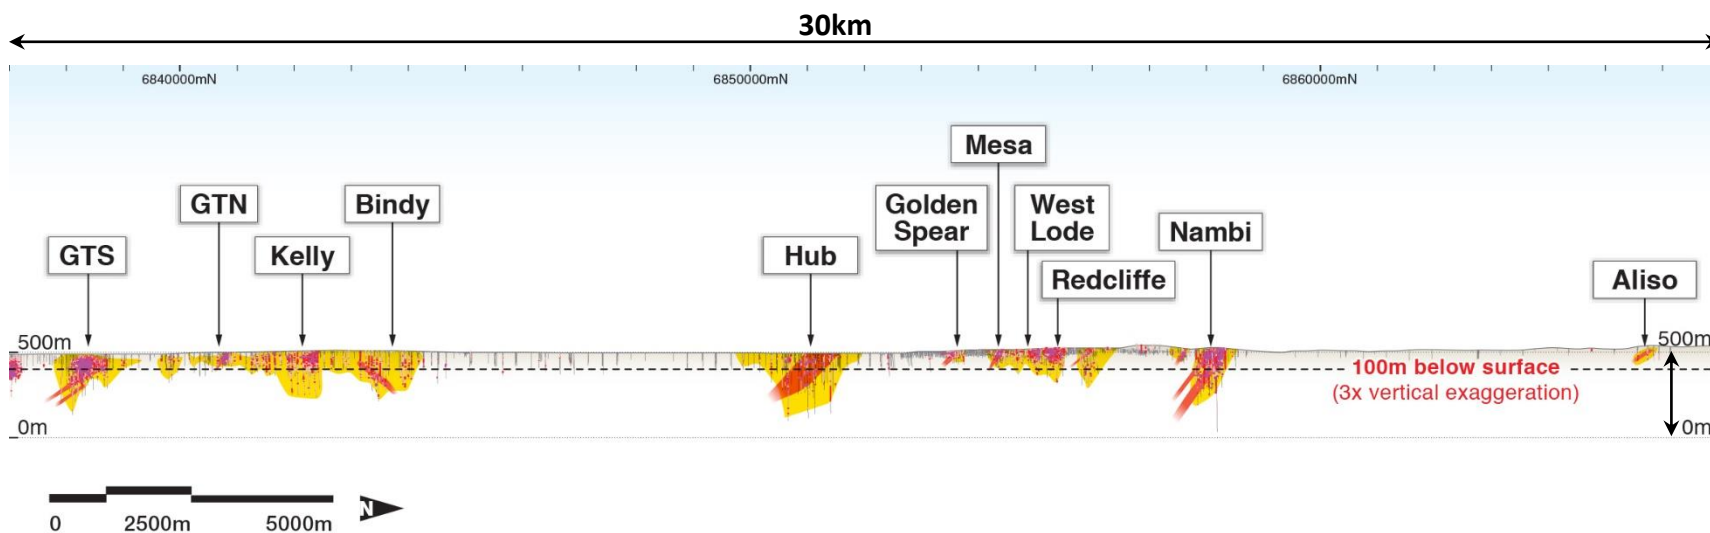 30km
6840000mN
6850000mN
6860000mN
Mesa
GTN
Bindy
Golden
Spear
West
Lode
Nambi
GTS
Kelly
Hub
Redcliffe
Aliso
500m
500m
100m below surface
(3x vertical exaggeration)
0m
0m
N
0
2500m
5000m